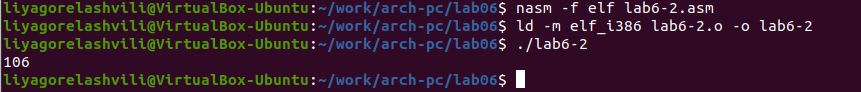 liyagorelashvili@VirtualBox-Ubuntu:~/work/arch-pc/lab06$ nasm -f elf lab6-2.asm
liyagorelashvili@VirtualBox-Ubuntu:~/work/arch-pc/lab06$ ld -m elf_i386 lab6-2.o -o lab6-2
liyagorelashvili@VirtualBox-Ubuntu:~/work/arch-pc/lab06$ ./lab6-2
106
liyagorelashvili@VirtualBox-Ubuntu:~/work/arch-pc/lab06$